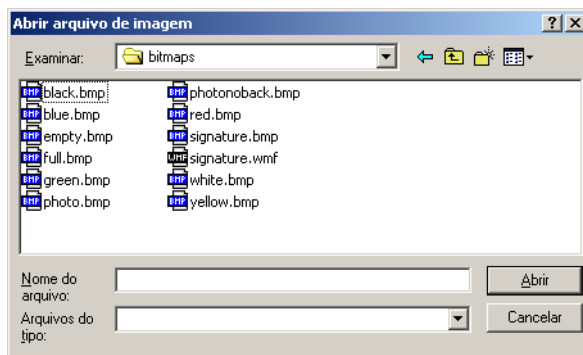 Abrir arquivo de imagem
Examinar:
bitmaps
black.bmp
blue.bmp
empty.bmp
full.bmp
green.bmp
photo.bmp
photonoback.bmp
red.bmp
signature.bmp
signature.wmf
white.bmp
yellow.bmp
Nome do
arquivo:
Abrir
Arquivos do
tipo:
Cancelar